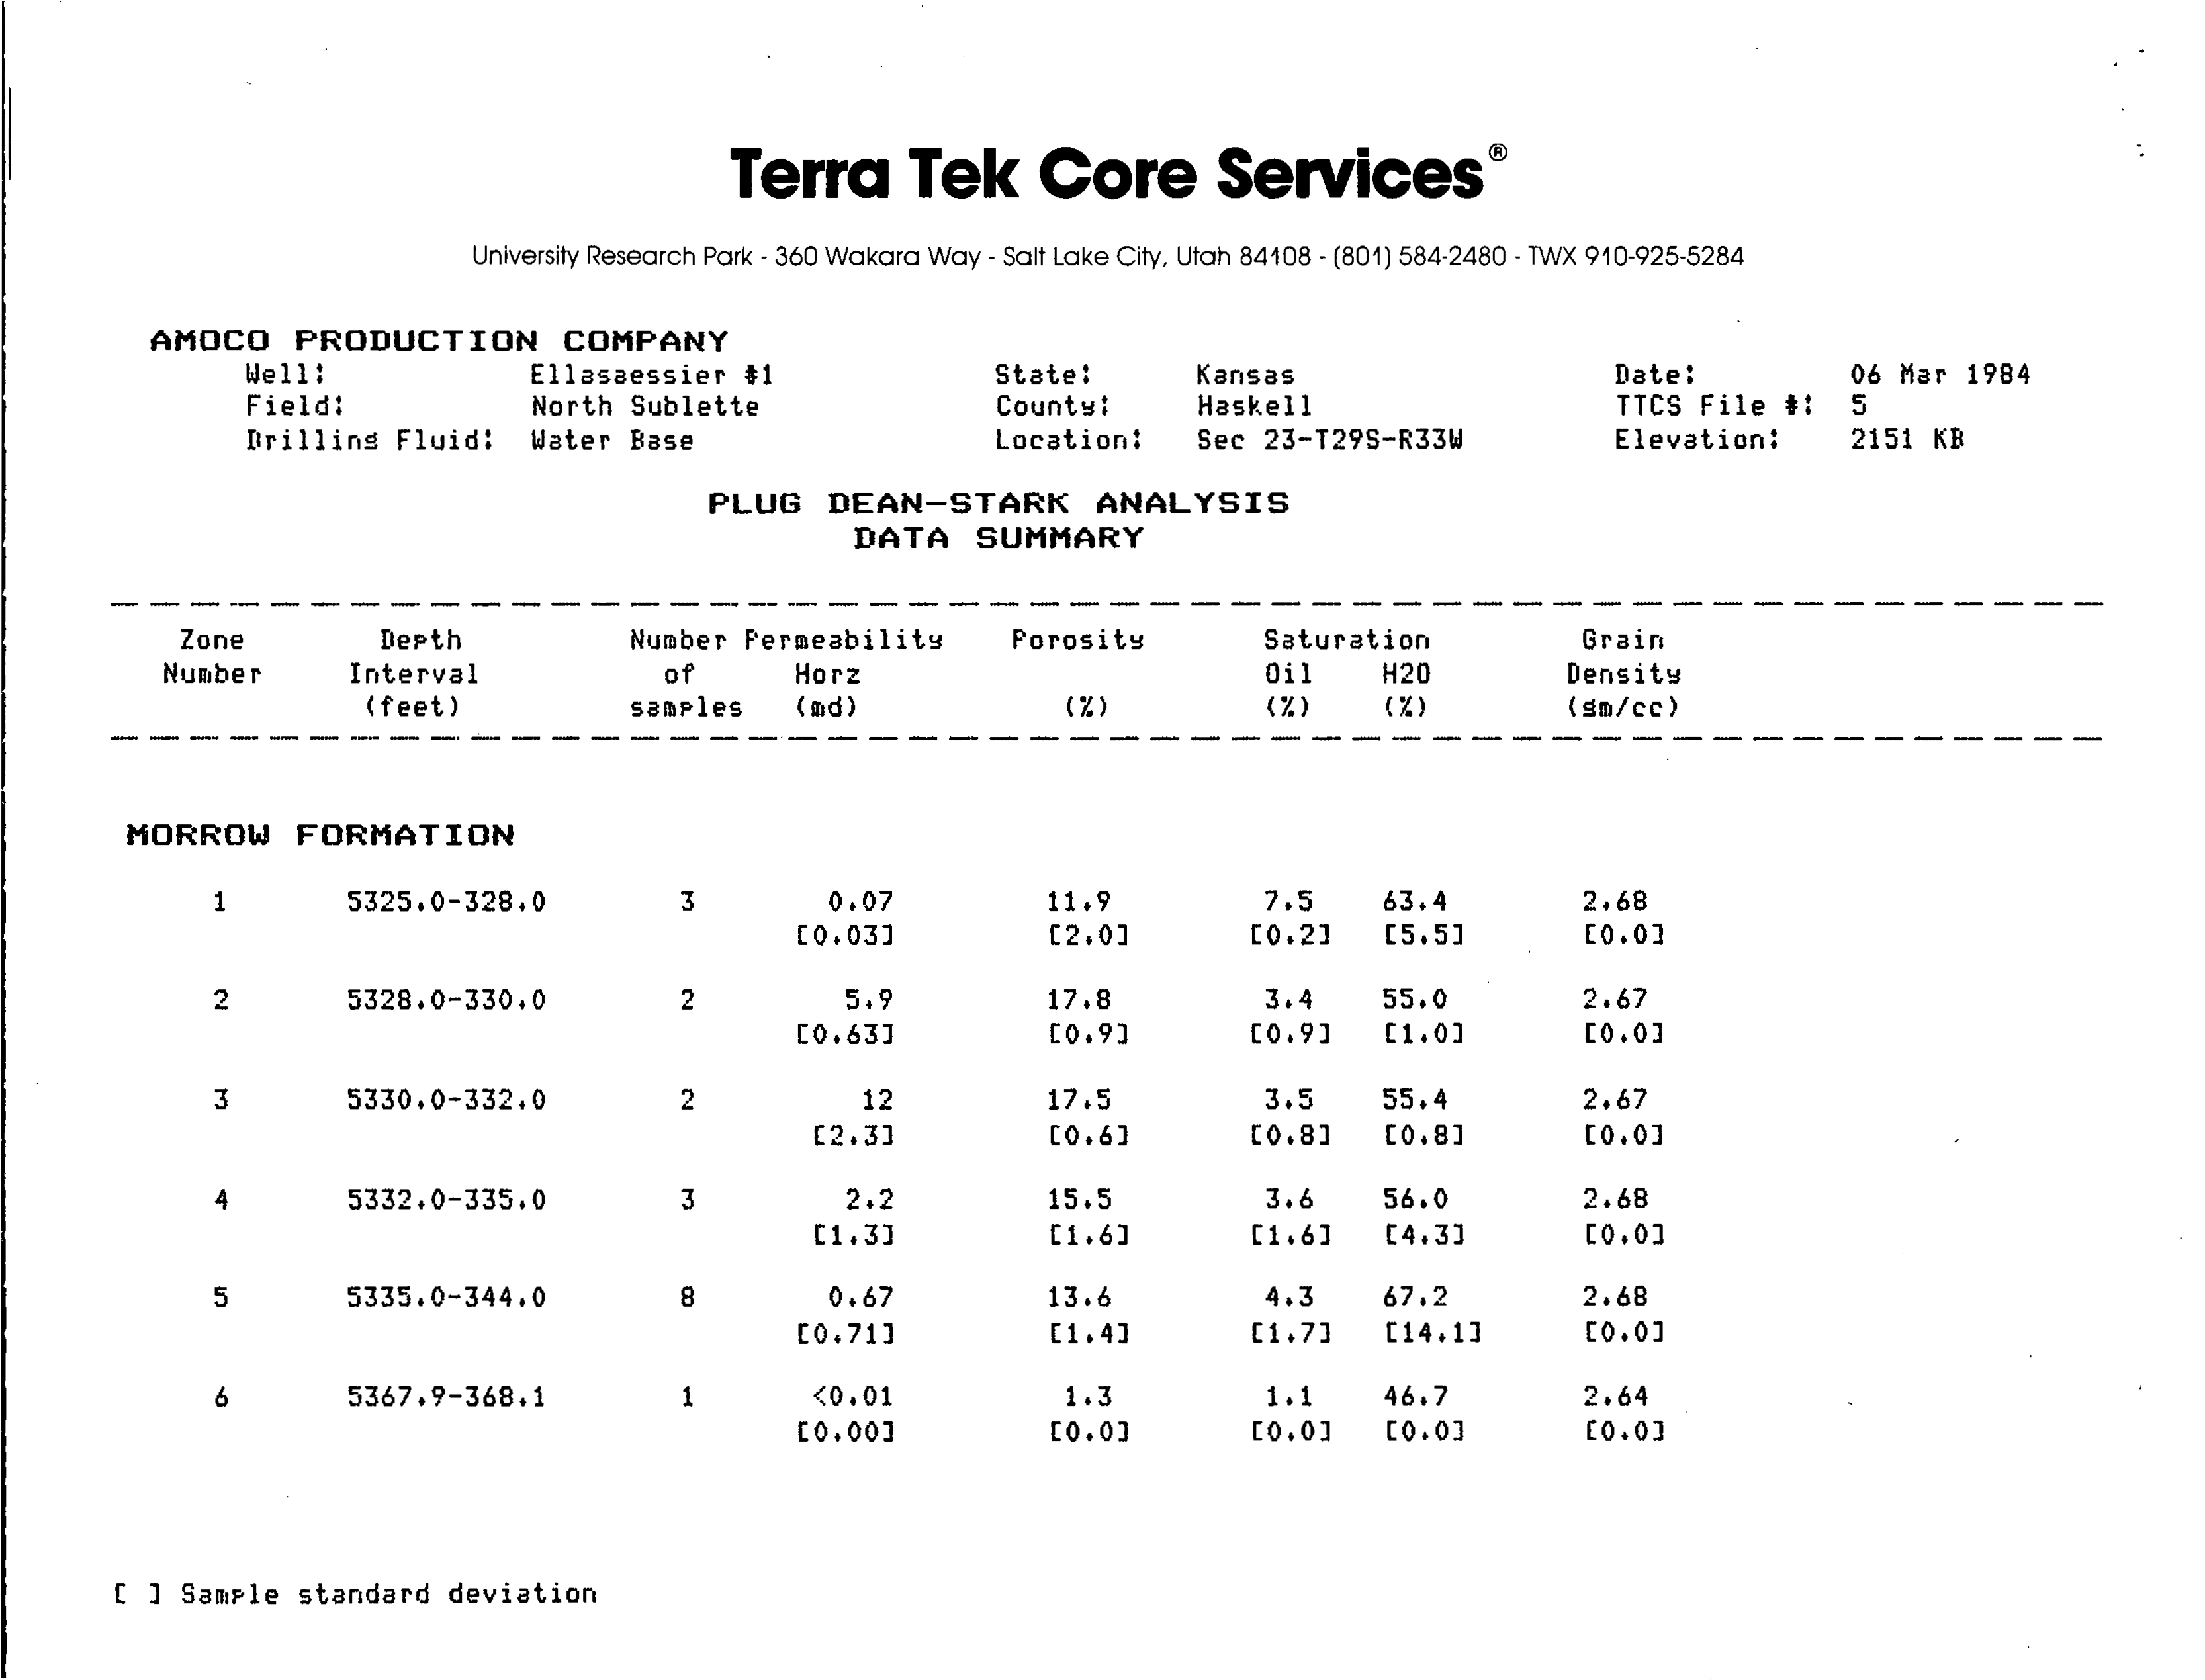 Terra Tek Core Services®
University Research Park - 360 Wakara Way - Salt Lake City, Utah 84108 - (801) 584-2480 - TWX 910-925-5284
AMOCO PRODUCTION COMPANY
Well: Ellasaessier #1 State: Kansas Date: 06 Mar 1984
Field: North Sublette County: Haskell TTCS File #: 5
Drilling Fluid: Water Base Location: Sec 23-T29S-R33W Elevation: 2151 KB
PLUG DEAN-STARK ANALYSIS
DATA SUMMARY
Zone Depth Number Permeability Porosity Saturation Grain
Number Interval of Horz Oil H2O Density
(feet) samples (md) (%) (%) (%) (gm/cc)
MORROW FORMATION
1 5325.0-328.0 3 0.07 11.9 7.5 63.4 2.68
[0.03] [2.0] [0.2] [5.5] [0.0]
2 5328.0-330.0 2 5.9 17.8 3.4 55.0 2.67
[0.63] [0.9] [0.9] [1.0] [0.0]
3 5330.0-332.0 2 12 17.5 3.5 55.4 2.67
[2.3] [0.6] [0.8] [0.8] [0.0]
4 5332.0-335.0 3 2.2 15.5 3.6 56.0 2.68
[1.3] [1.6] [1.6] [4.3] [0.0]
5 5335.0-344.0 8 0.67 13.6 4.3 67.2 2.68
[0.71] [1.4] [1.7] [14.1] [0.0]
6 5367.9-368.1 1 <0.01 1.3 1.1 46.7 2.64
[0.00] [0.0] [0.0] [0.0] [0.0]
[ ] Sample standard deviation